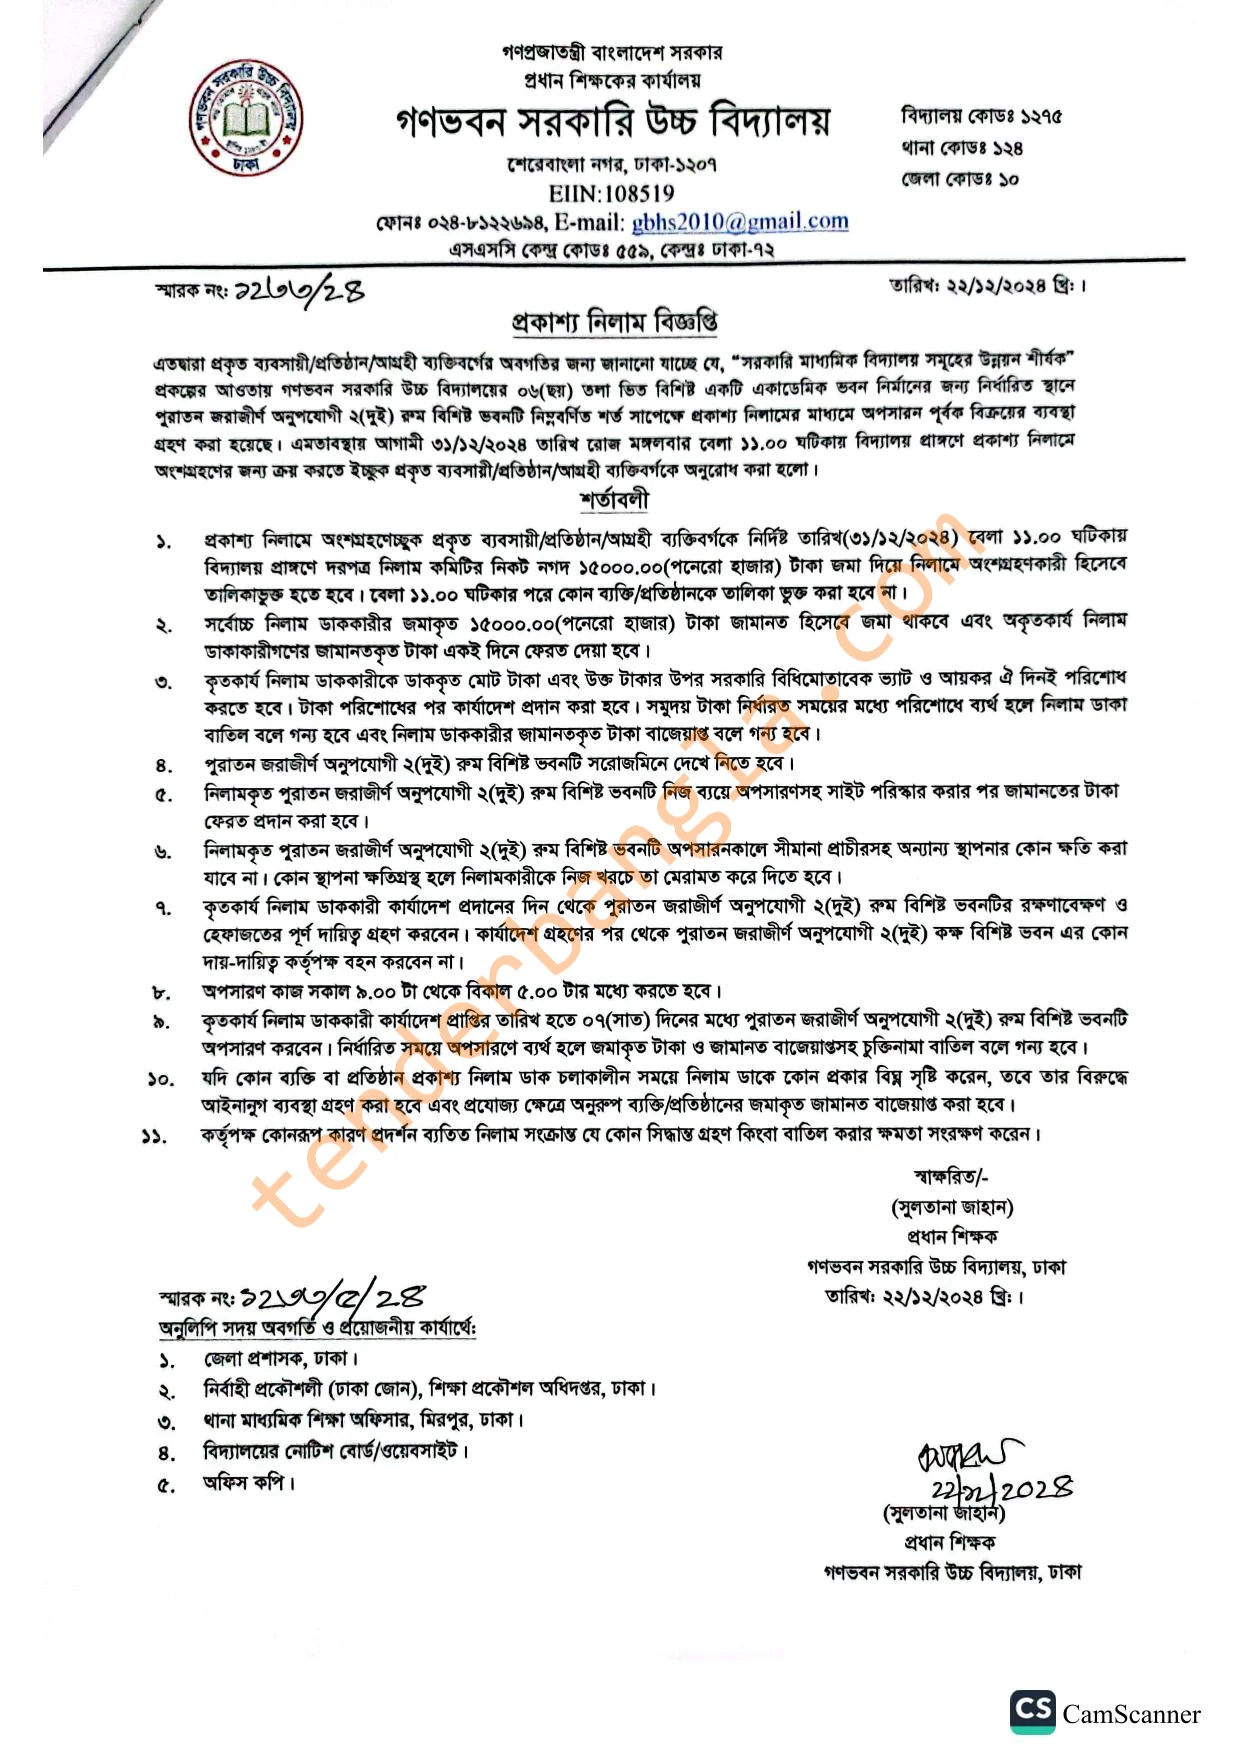 গণপ্রজাতন্ত্রী বাংলাদেশ সরকার
প্রধান শিক্ষকের কার্যালয়
গণভবন সরকারি উচ্চ বিদ্যালয়
শেরেবাংলা নগর, ঢাকা-১২০৭
EIIN:108519
ফোনঃ ০২৪-৮১২২৬৯৪, E-mail: gbhs2010@gmail.com
এসএসসি কেন্দ্র কোডঃ ৫৫৯, কেন্দ্রঃ ঢাকা-১২
বিদ্যালয় কোডঃ ১২৭৫
থানা কোডঃ ১২৪
জেলা কোডঃ ১০
গণভবন সরকারি উচ্চ বিদ্যালয়
ঢাকা
স্মারক নং: ১২৩৩/২৪
তারিখ: ২২/১২/২০২৪ খ্রি: ।
প্রকাশ্য নিলাম বিজ্ঞপ্তি
এতদ্বারা প্রকৃত ব্যবসায়ী/প্রতিষ্ঠান/আগ্রহী ব্যক্তিবর্গের অবগতির জন্য জানানো যাচ্ছে যে, “সরকারি মাধ্যমিক বিদ্যালয় সমূহের উন্নয়ন শীর্ষক”
প্রকল্পের আওতায় গণভবন সরকারি উচ্চ বিদ্যালয়ের ০৬(ছয়) তলা ভিত বিশিষ্ট একটি একাডেমিক ভবন নির্মানের জন্য নির্ধারিত স্থানে
পুরাতন জরাজীর্ণ অনুপযোগী ২(দুই) রুম বিশিষ্ট ভবনটি নিম্নবর্ণিত শর্ত সাপেক্ষে প্রকাশ্য নিলামের মাধ্যমে অপসারন পূর্বক বিক্রয়ের ব্যবস্থা
গ্রহণ করা হয়েছে। এমতাবস্থায় আগামী ৩১/১২/২০২৪ তারিখ রোজ মঙ্গলবার বেলা ১১.০০ ঘটিকায় বিদ্যালয় প্রাঙ্গণে প্রকাশ্য নিলামে
অংশগ্রহণের জন্য ক্রয় করতে ইচ্ছুক প্রকৃত ব্যবসায়ী/প্রতিষ্ঠান/আগ্রহী ব্যক্তিবর্গকে অনুরোধ করা হলো।
শর্তাবলী
১. প্রকাশ্য নিলামে অংশগ্রহণেচ্ছুক প্রকৃত ব্যবসায়ী/প্রতিষ্ঠান/আগ্রহী ব্যক্তিবর্গকে নির্দিষ্ট তারিখ(৩১/১২/২০২৪) বেলা ১১.০০ ঘটিকায়
বিদ্যালয় প্রাঙ্গণে দরপত্র নিলাম কমিটির নিকট নগদ ১৫০০০.০০(পনেরো হাজার) টাকা জমা দিয়ে নিলামে অংশগ্রহণকারী হিসেবে
তালিকাভুক্ত হতে হবে। বেলা ১১.০০ ঘটিকার পরে কোন ব্যক্তি/প্রতিষ্ঠানকে তালিকা ভুক্ত করা হবে না।
২. সর্বোচ্চ নিলাম ডাককারীর জমাকৃত ১৫০০০.০০(পনেরো হাজার) টাকা জামানত হিসেবে জমা থাকবে এবং অকৃতকার্য নিলাম
ডাকাকারীগণের জামানতকৃত টাকা একই দিনে ফেরত দেয়া হবে।
৩. কৃতকার্য নিলাম ডাককারীকে ডাককৃত মোট টাকা এবং উক্ত টাকার উপর সরকারি বিধিমোতাবেক ভ্যাট ও আয়কর ঐ দিনই পরিশোধ
করতে হবে। টাকা পরিশোধের পর কার্যাদেশ প্রদান করা হবে। সমুদয় টাকা নির্ধারত সময়ের মধ্যে পরিশোধে ব্যর্থ হলে নিলাম ডাকা
বাতিল বলে গন্য হবে এবং নিলাম ডাককারীর জামানতকৃত টাকা বাজেয়াপ্ত বলে গন্য হবে।
৪. পুরাতন জরাজীর্ণ অনুপযোগী ২(দুই) রুম বিশিষ্ট ভবনটি সরোজমিনে দেখে নিতে হবে।
৫. নিলামকৃত পুরাতন জরাজীর্ণ অনুপযোগী ২(দুই) রুম বিশিষ্ট ভবনটি নিজ ব্যয়ে অপসারণসহ সাইট পরিস্কার করার পর জামানতের টাকা
ফেরত প্রদান করা হবে।
৬. নিলামকৃত পুরাতন জরাজীর্ণ অনুপযোগী ২(দুই) রুম বিশিষ্ট ভবনটি অপসারনকালে সীমানা প্রাচীরসহ অন্যান্য স্থাপনার কোন ক্ষতি করা
যাবে না। কোন স্থাপনা ক্ষতিগ্রস্থ হলে নিলামকারীকে নিজ খরচে তা মেরামত করে দিতে হবে।
৭. কৃতকার্য নিলাম ডাককারী কার্যাদেশ প্রদানের দিন থেকে পুরাতন জরাজীর্ণ অনুপযোগী ২(দুই) রুম বিশিষ্ট ভবনটির রক্ষণাবেক্ষণ ও
হেফাজতের পূর্ণ দায়িত্ব গ্রহণ করবেন। কার্যাদেশ গ্রহণের পর থেকে পুরাতন জরাজীর্ণ অনুপযোগী ২(দুই) কক্ষ বিশিষ্ট ভবন এর কোন
দায়-দায়িত্ব কর্তৃপক্ষ বহন করবেন না।
৮. অপসারণ কাজ সকাল ৯.০০ টা থেকে বিকাল ৫.০০ টার মধ্যে করতে হবে।
৯. কৃতকার্য নিলাম ডাককারী কার্যাদেশ প্রাপ্তির তারিখ হতে ০৭(সাত) দিনের মধ্যে পুরাতন জরাজীর্ণ অনুপযোগী ২(দুই) রুম বিশিষ্ট ভবনটি
অপসারণ করবেন। নির্ধারিত সময়ে অপসারণে ব্যর্থ হলে জমাকৃত টাকা ও জামানত বাজেয়াপ্তসহ চুক্তিনামা বাতিল বলে গন্য হবে।
১০. যদি কোন ব্যক্তি বা প্রতিষ্ঠান প্রকাশ্য নিলাম ডাক চলাকালীন সময়ে নিলাম ডাকে কোন প্রকার বিঘ্ন সৃষ্টি করেন, তবে তার বিরুদ্ধে
আইনানুগ ব্যবস্থা গ্রহণ করা হবে এবং প্রযোজ্য ক্ষেত্রে অনুরুপ ব্যক্তি/প্রতিষ্ঠানের জমাকৃত জামানত বাজেয়াপ্ত করা হবে।
১১. কর্তৃপক্ষ কোনরূপ কারণ প্রদর্শন ব্যতিত নিলাম সংক্রান্ত যে কোন সিদ্ধান্ত গ্রহণ কিংবা বাতিল করার ক্ষমতা সংরক্ষণ করেন।
স্বাক্ষরিত/-
(সুলতানা জাহান)
প্রধান শিক্ষক
গণভবন সরকারি উচ্চ বিদ্যালয়, ঢাকা
তারিখ: ২২/১২/২০২৪ খ্রি: ।
স্মারক নং: ১২৩৩/৫/২৪
অনুলিপি সদয় অবগতি ও প্রয়োজনীয় কার্যার্থে:
১. জেলা প্রশাসক, ঢাকা।
২. নির্বাহী প্রকৌশলী (ঢাকা জোন), শিক্ষা প্রকৌশল অধিদপ্তর, ঢাকা।
৩. থানা মাধ্যমিক শিক্ষা অফিসার, মিরপুর, ঢাকা।
৪. বিদ্যালয়ের নোটিশ বোর্ড/ওয়েবসাইট।
৫. অফিস কপি।
২২/১২/২০২৪
(সুলতানা জাহান)
প্রধান শিক্ষক
গণভবন সরকারি উচ্চ বিদ্যালয়, ঢাকা
tenderbangla.com
CS CamScanner